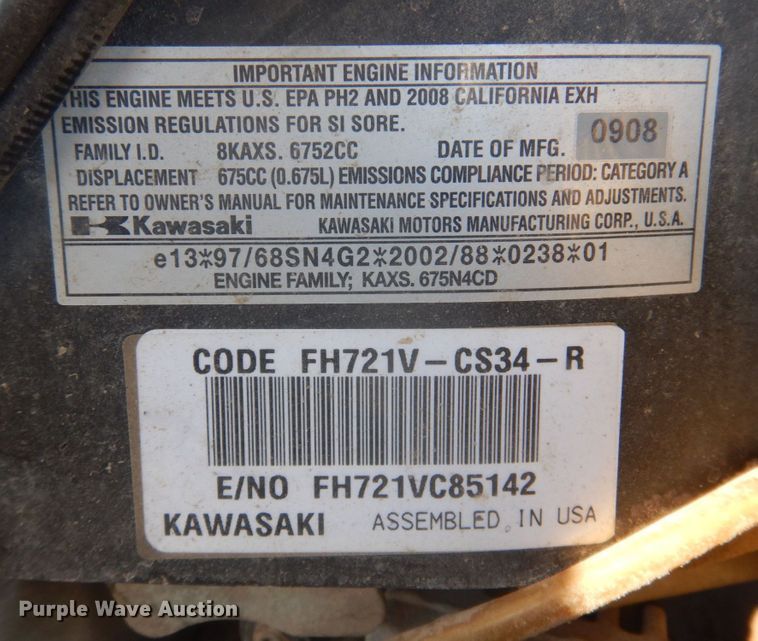 IMPORTANT ENGINE INFORMATION
THIS ENGINE MEETS U.S. EPA PH2 AND 2008 CALIFORNIA EXH
EMISSION REGULATIONS FOR SI SORE.
FAMILY I.D. 8KAXS. 6752CC DATE OF MFG. 0908
DISPLACEMENT 675CC (0.675L) EMISSIONS COMPLIANCE PERIOD: CATEGORY A
REFER TO OWNER'S MANUAL FOR MAINTENANCE SPECIFICATIONS AND ADJUSTMENTS.
Kawasaki KAWASAKI MOTORS MANUFACTURING CORP., U.S.A.
e13*97/68SN4G2*2002/88*0238*01
ENGINE FAMILY; KAXS. 675N4CD
CODE FH721V-CS34-R
E/NO FH721VC85142
KAWASAKI ASSEMBLED IN USA
Purple Wave Auction